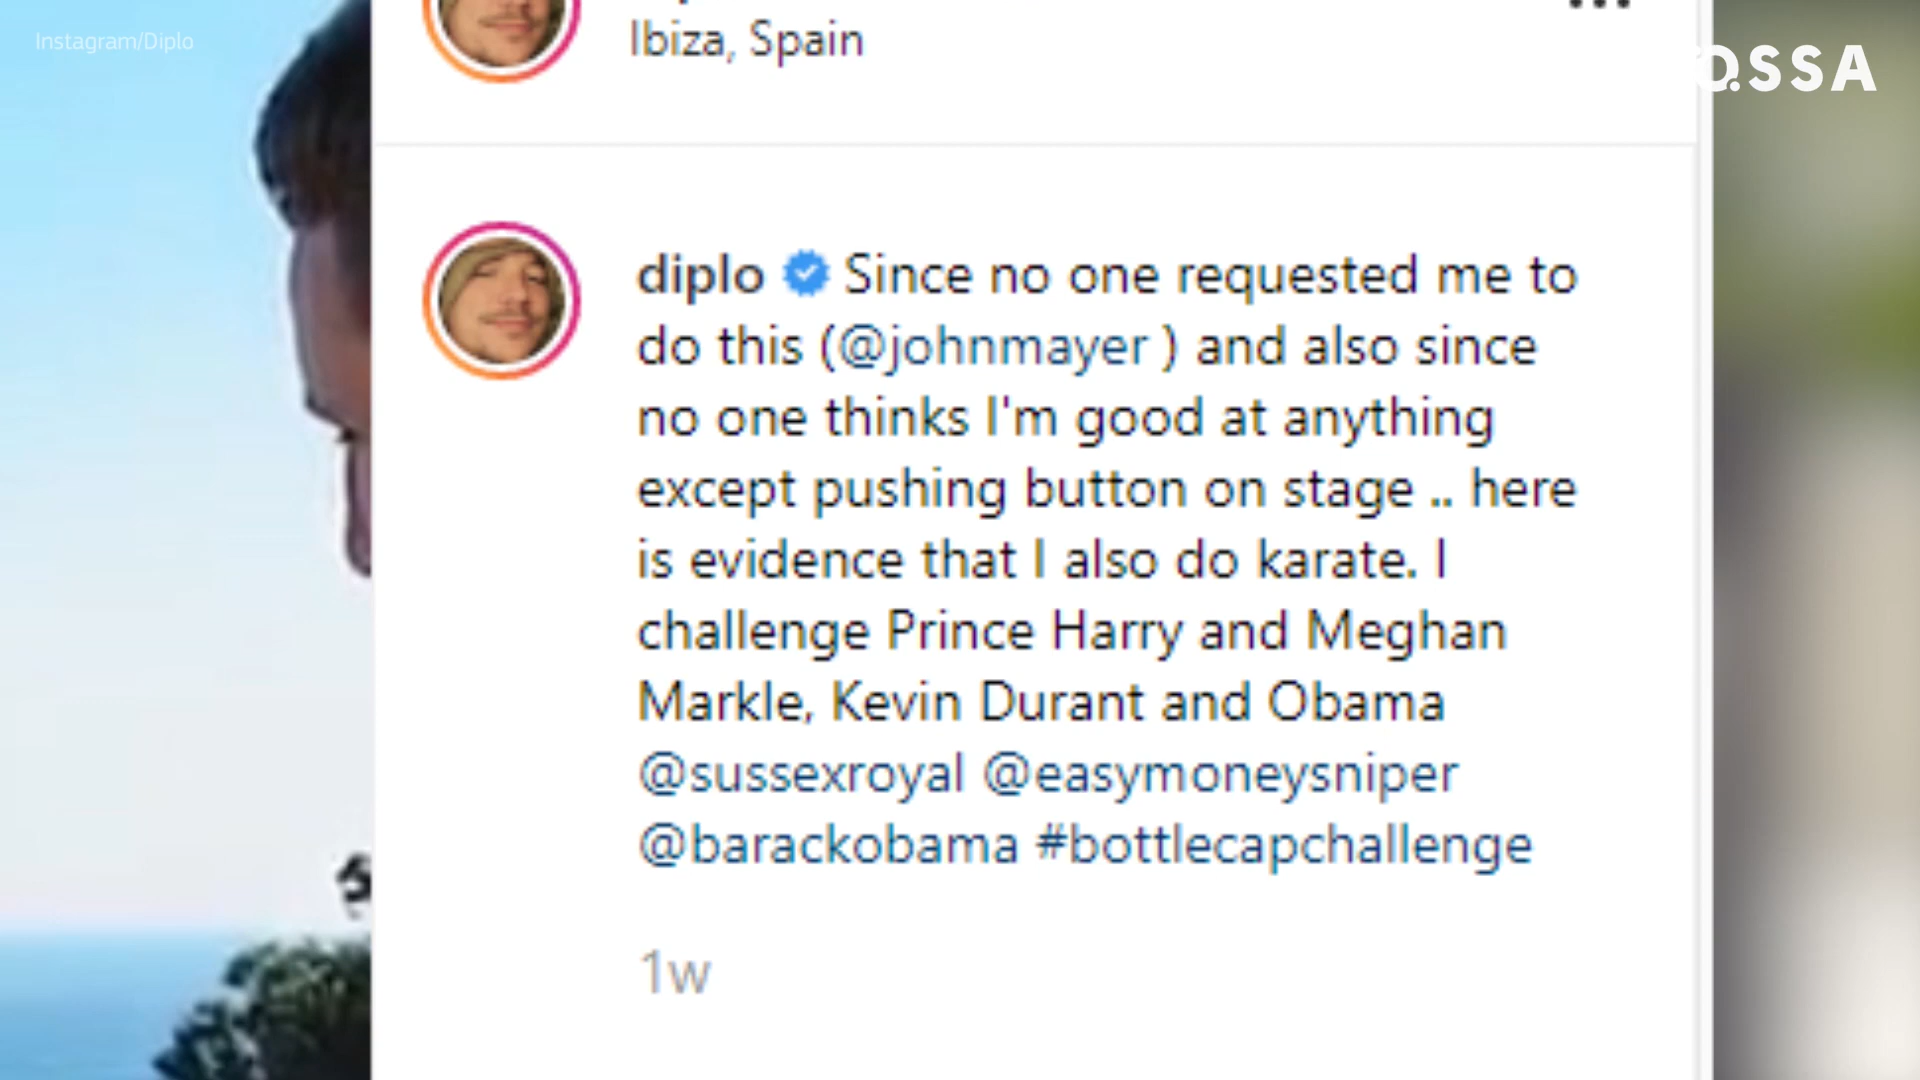 Instagram/Diplo
Ibiza, Spain
QSSA
diplo Since no one requested me to
do this (@johnmayer ) and also since
no one thinks I'm good at anything
except pushing button on stage .. here
is evidence that I also do karate. I
challenge Prince Harry and Meghan
Markle, Kevin Durant and Obama
@sussexroyal @easymoneysniper
@barackobama #bottlecapchallenge
1w